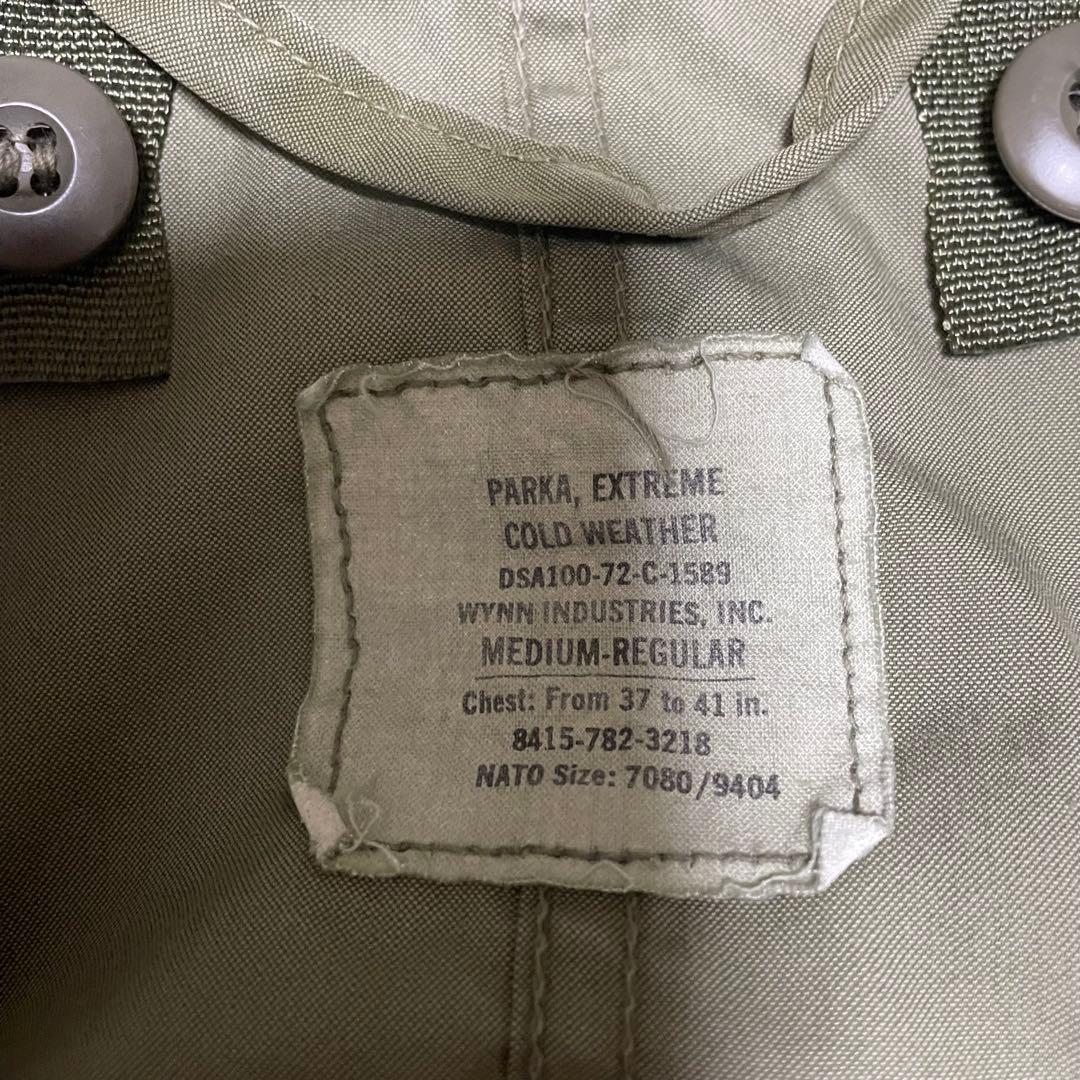 PARKA, EXTREME
COLD WEATHER
DSA100-72-C-1589
WYNN INDUSTRIES, INC.
MEDIUM-REGULAR
Chest: From 37 to 41 in.
8415-782-3218
NATO Size: 7080/9404